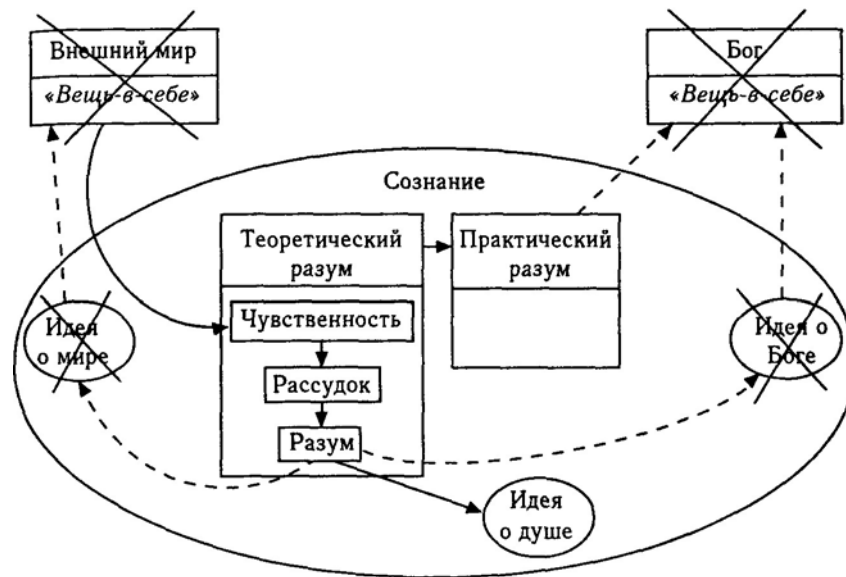 Внешний мир
«Вещь-в-себе»
Бог
«Вещь-в-себе»
Сознание
Теоретический
разум
Практический
разум
Чувственность
Рассудок
Разум
Идея
о мире
Идея о
Боге
Идея
о душе